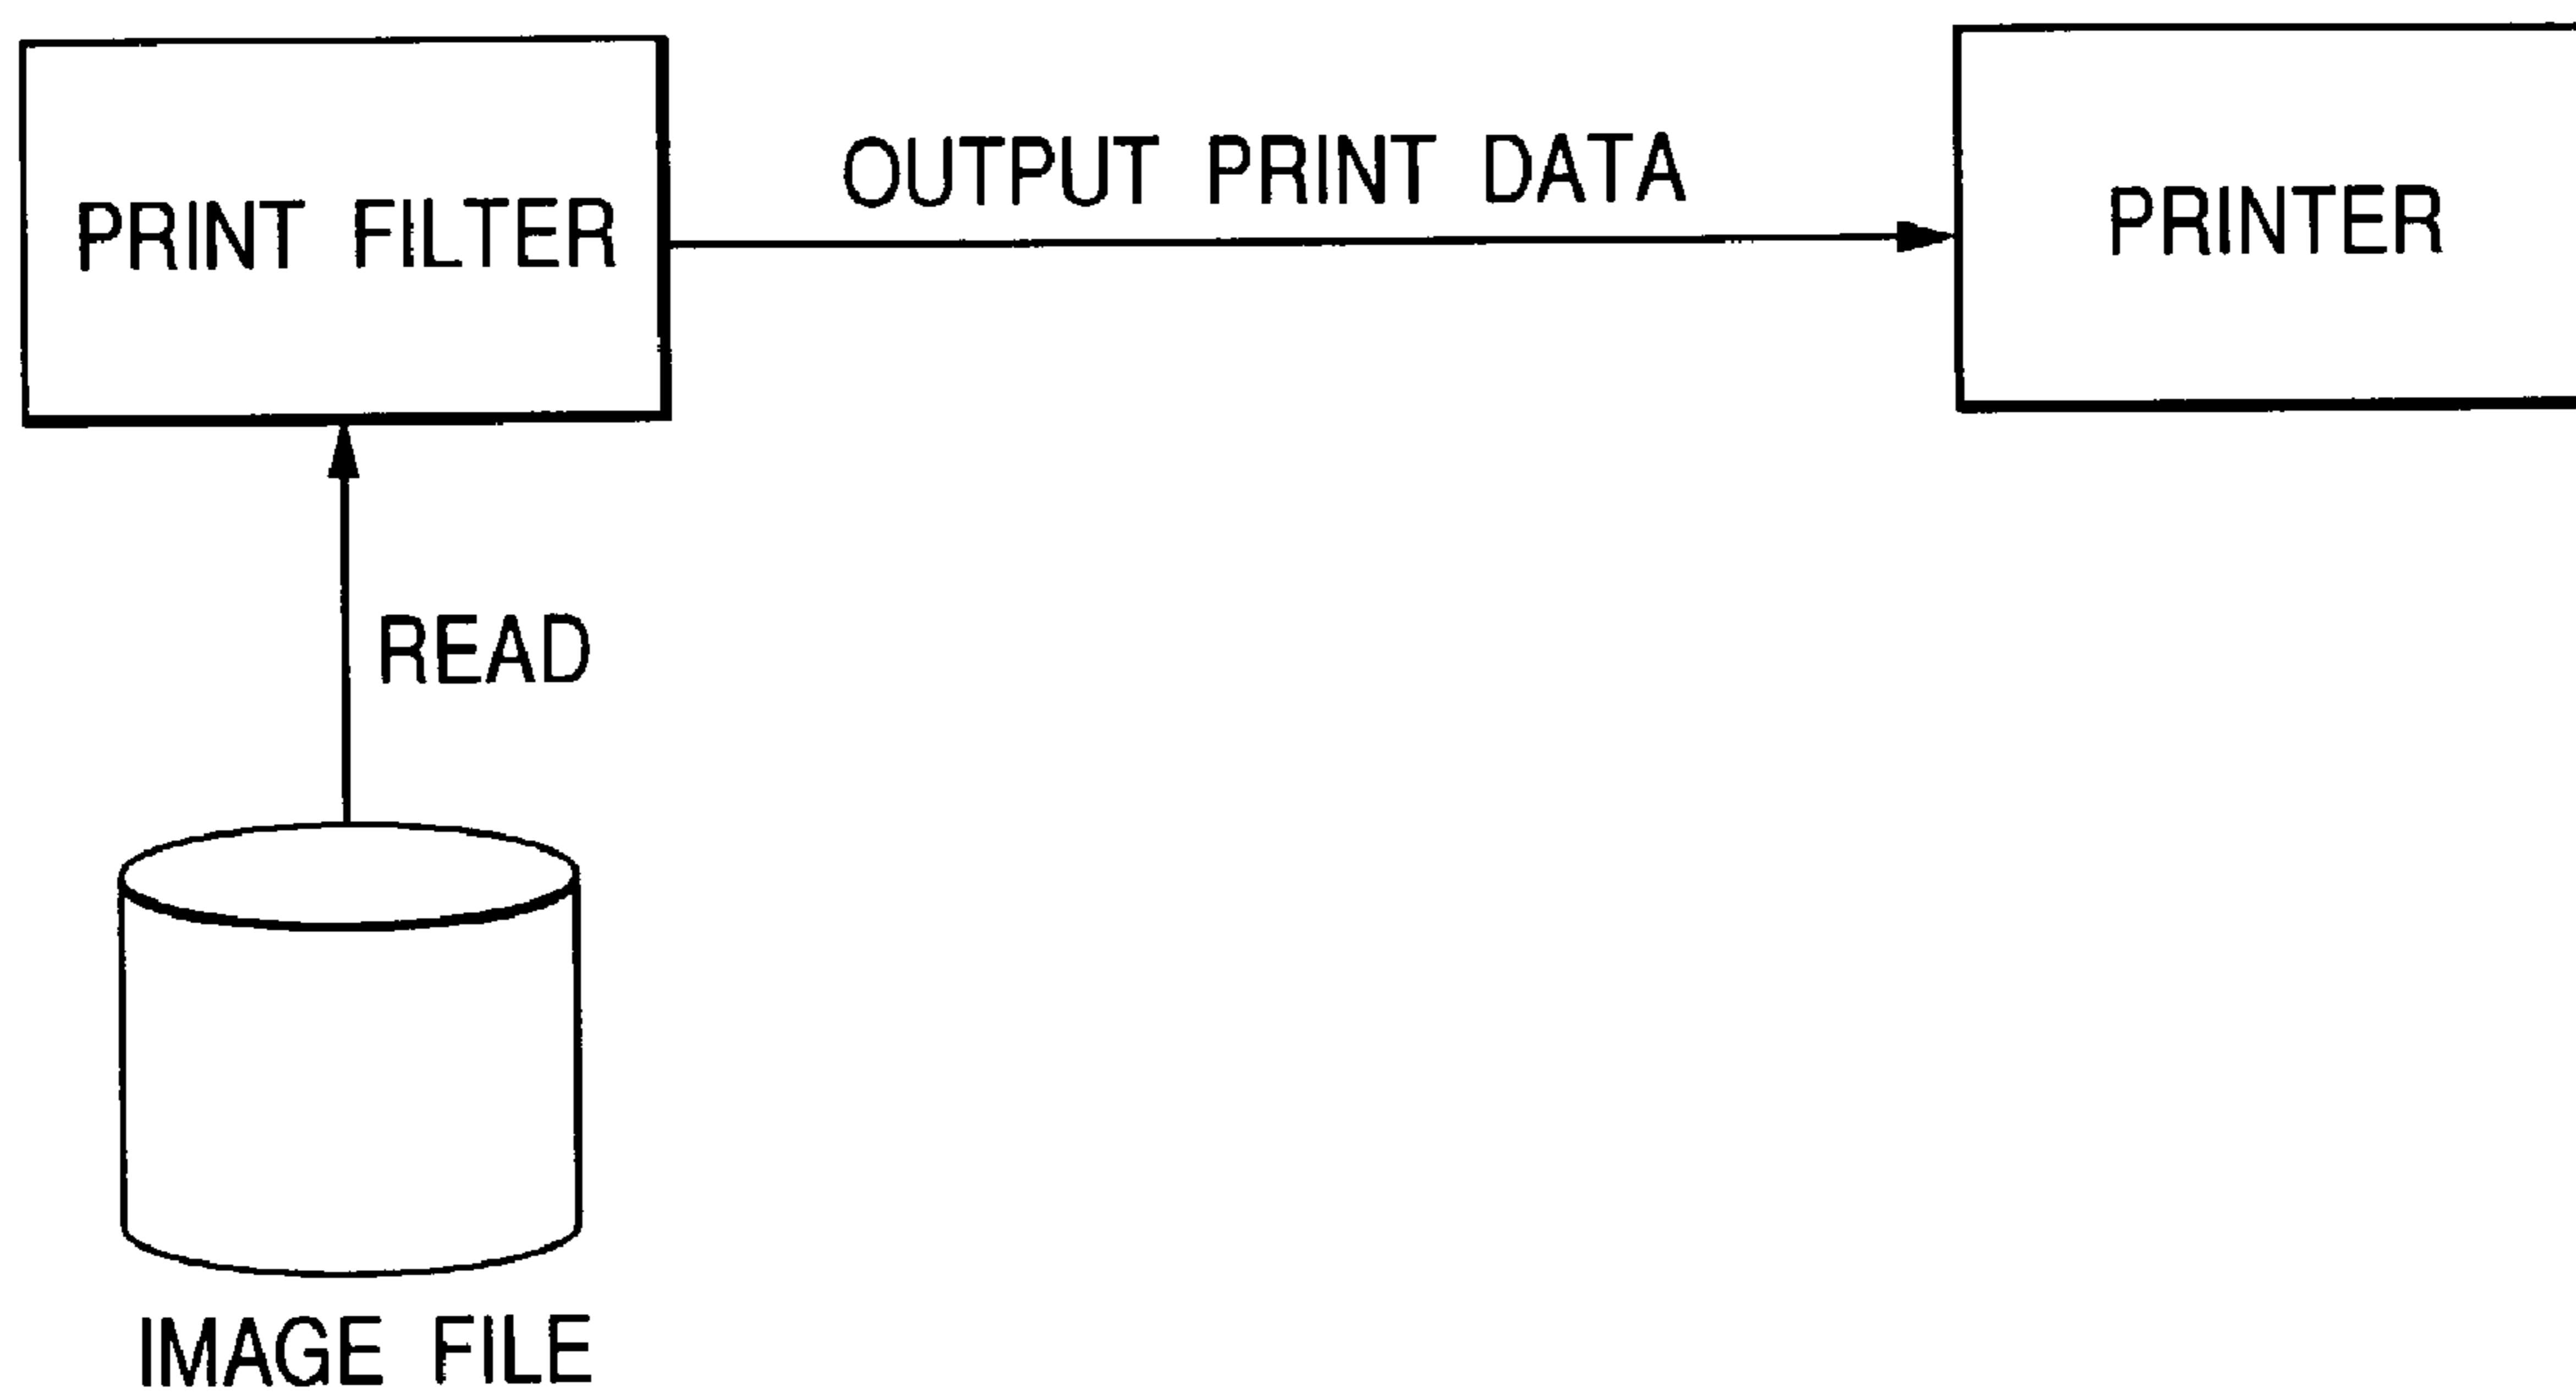 PRINT FILTER
OUTPUT PRINT DATA
PRINTER
READ
IMAGE FILE